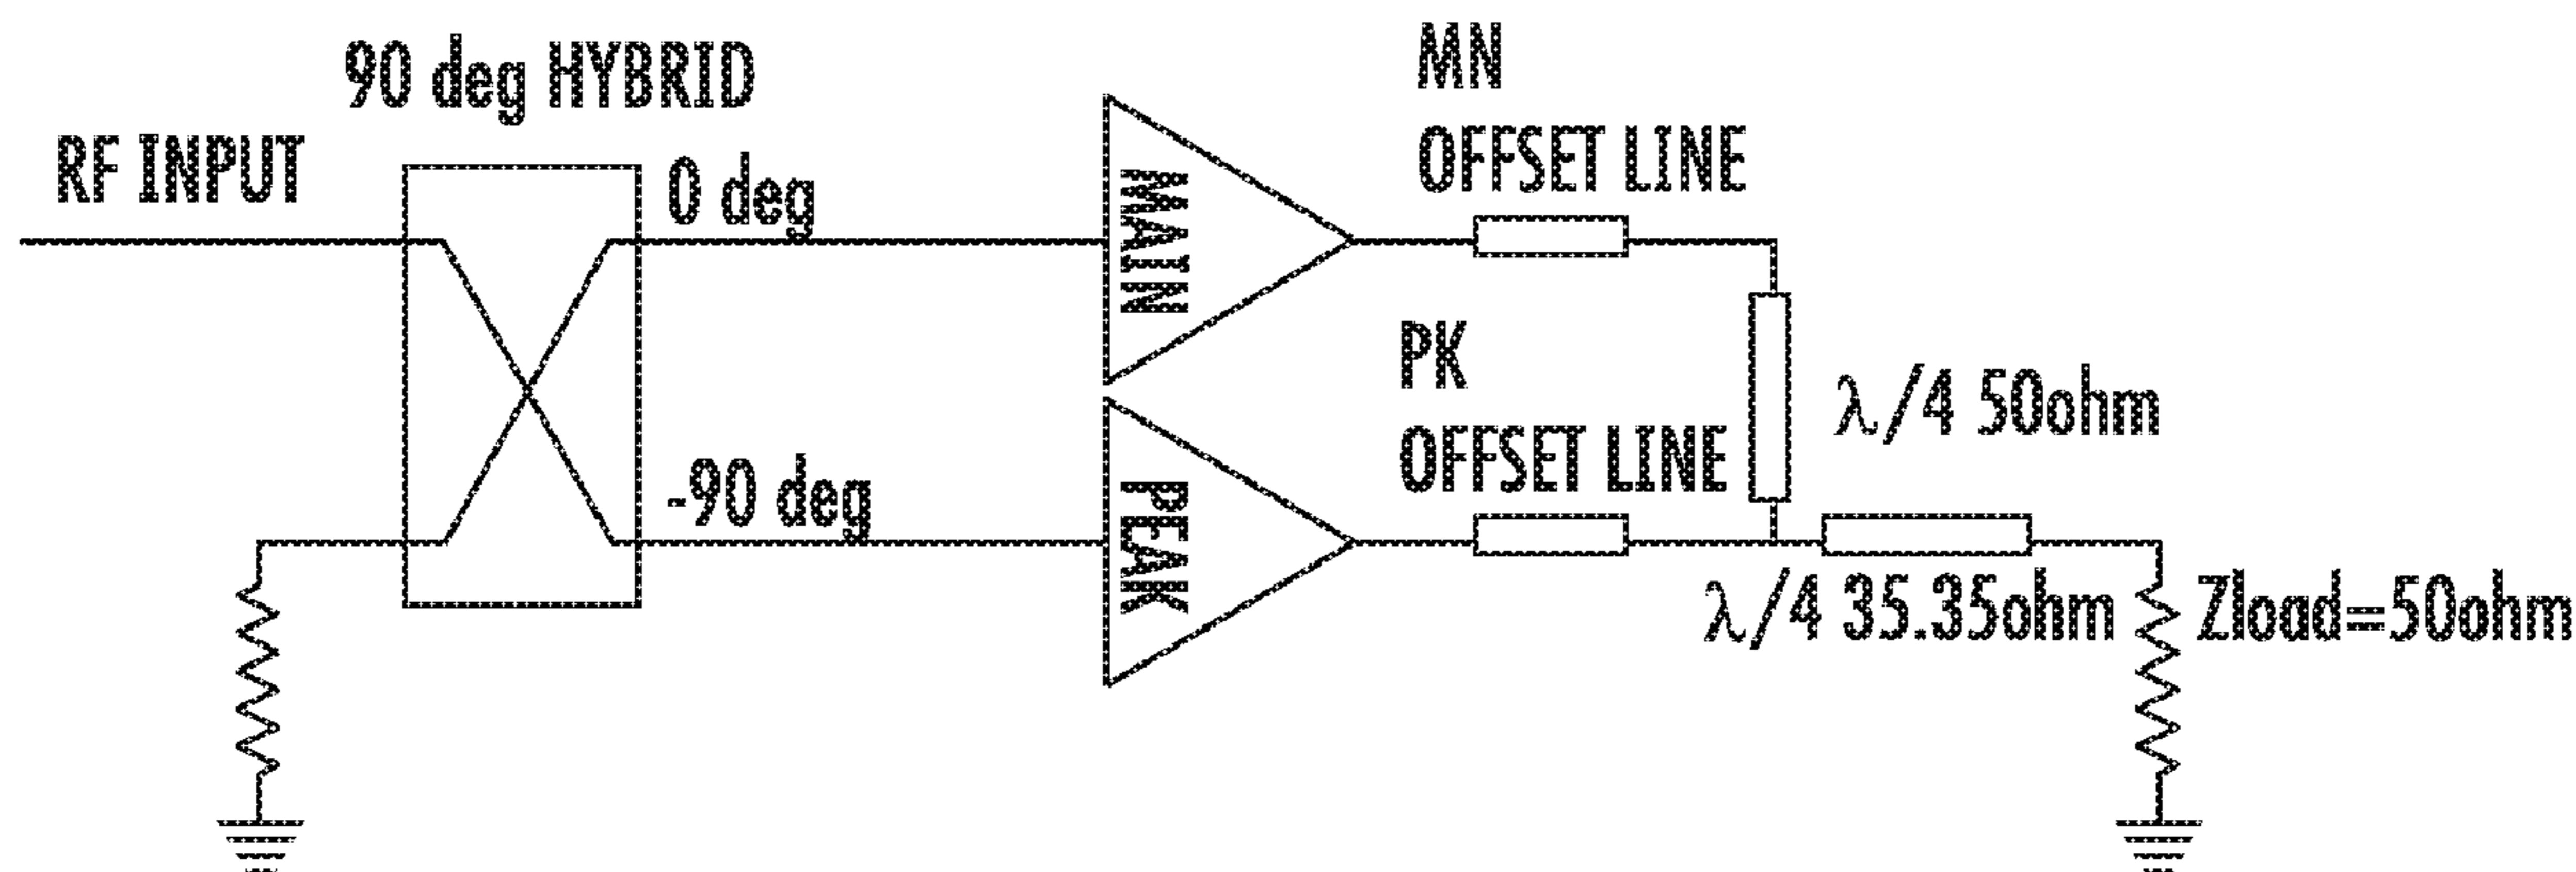 90 deg HYBRID
RF INPUT
0 deg
-90 deg
MAIN
PEAK
MN
OFFSET LINE
PK
OFFSET LINE
λ/4 50ohm
λ/4 35.35ohm
Zload=50ohm